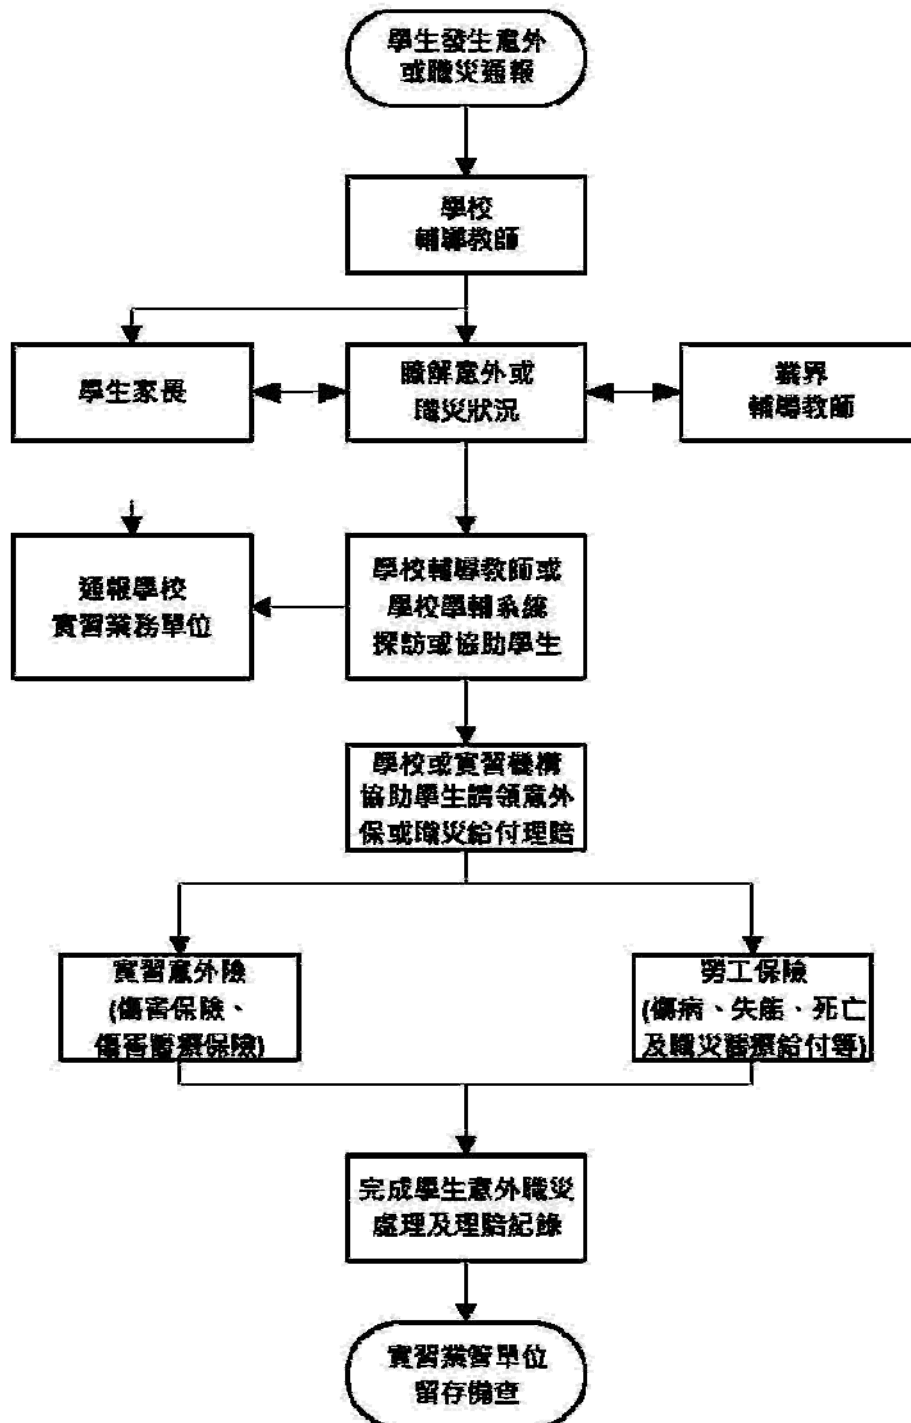 學生發生意外
或職災通報
學校
輔導教師
學生家長
瞭解意外或
職災狀況
業界
輔導教師
通報學校
實習業務單位
學校輔導教師或
學校學輔系統
探訪或協助學生
學校或實習機構
協助學生請領意外
保或職災給付理賠
實習意外險
(傷害保險、
傷害醫療保險)
勞工保險
(傷病、失能、死亡
及職災醫療給付等)
完成學生意外職災
處理及理賠紀錄
實習業管單位
留存備查